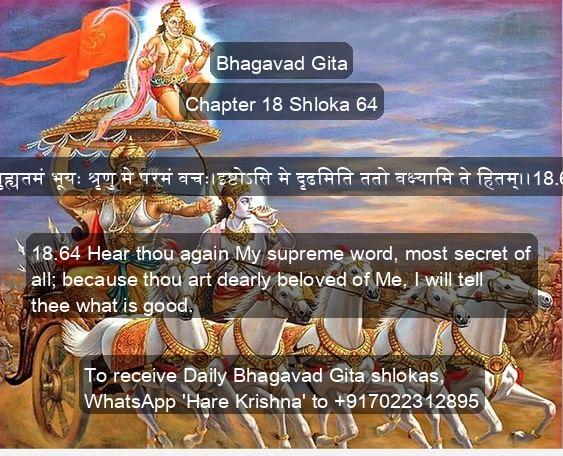 Bhagavad Gita
Chapter 18 Shloka 64
ुह्यतमं भूयः श्रृणु मे परमं वचः।इष्टोऽसि मे दृढमिति ततो वक्ष्यामि ते हितम्।।18.6
18.64 Hear thou again My supreme word, most secret of
all; because thou art dearly beloved of Me, I will tell
thee what is good.
To receive Daily Bhagavad Gita shlokas,
WhatsApp 'Hare Krishna' to +917022312895